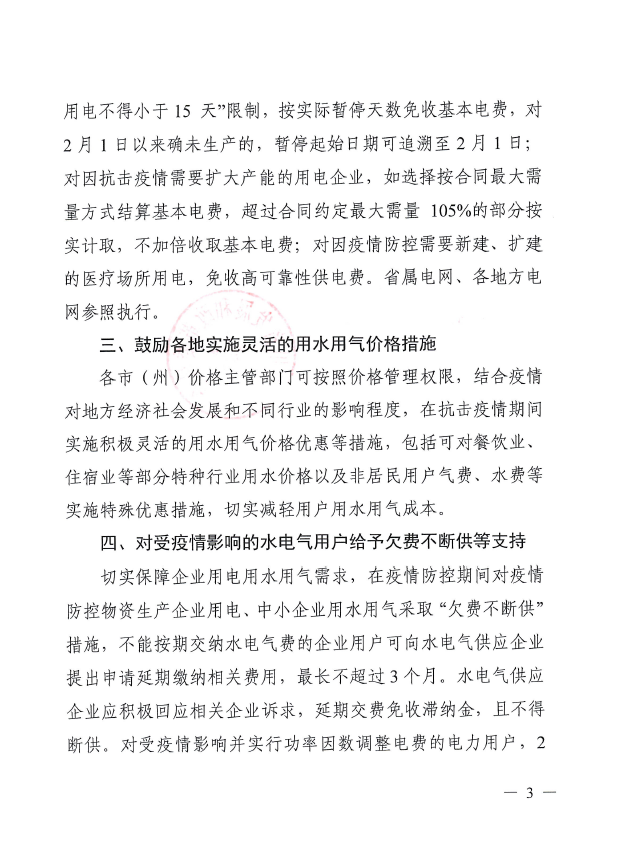 用电不得小于15 天”限制，按实际暂停天数免收基本电费，对
2月1日以来确未生产的，暂停起始日期可追溯至2月1日；
对因抗击疫情需要扩大产能的用电企业，如选择按合同最大需
量方式结算基本电费，超过合同约定最大需量 105%的部分按
实计取，不加倍收取基本电费；对因疫情防控需要新建、扩建
的医疗场所用电，免收高可靠性供电费。省属电网、各地方电
网参照执行。
三、鼓励各地实施灵活的用水用气价格措施
各市（州）价格主管部门可按照价格管理权限，结合疫情
对地方经济社会发展和不同行业的影响程度，在抗击疫情期间
实施积极灵活的用水用气价格优惠等措施，包括可对餐饮业、
住宿业等部分特种行业用水价格以及非居民用户气费、水费等
实施特殊优惠措施，切实减轻用户用水用气成本。
四、对受疫情影响的水电气用户给予欠费不断供等支持
切实保障企业用电用水用气需求，在疫情防控期间对疫情
防控物资生产企业用电、中小企业用水用气采取“欠费不断供”
措施，不能按期交纳水电气费的企业用户可向水电气供应企业
提出申请延期缴纳相关费用，最长不超过3个月。水电气供应
企业应积极回应相关企业诉求，延期交费免收滞纳金，且不得
断供。对受疫情影响并实行功率因数调整电费的电力用户，2
— 3 —